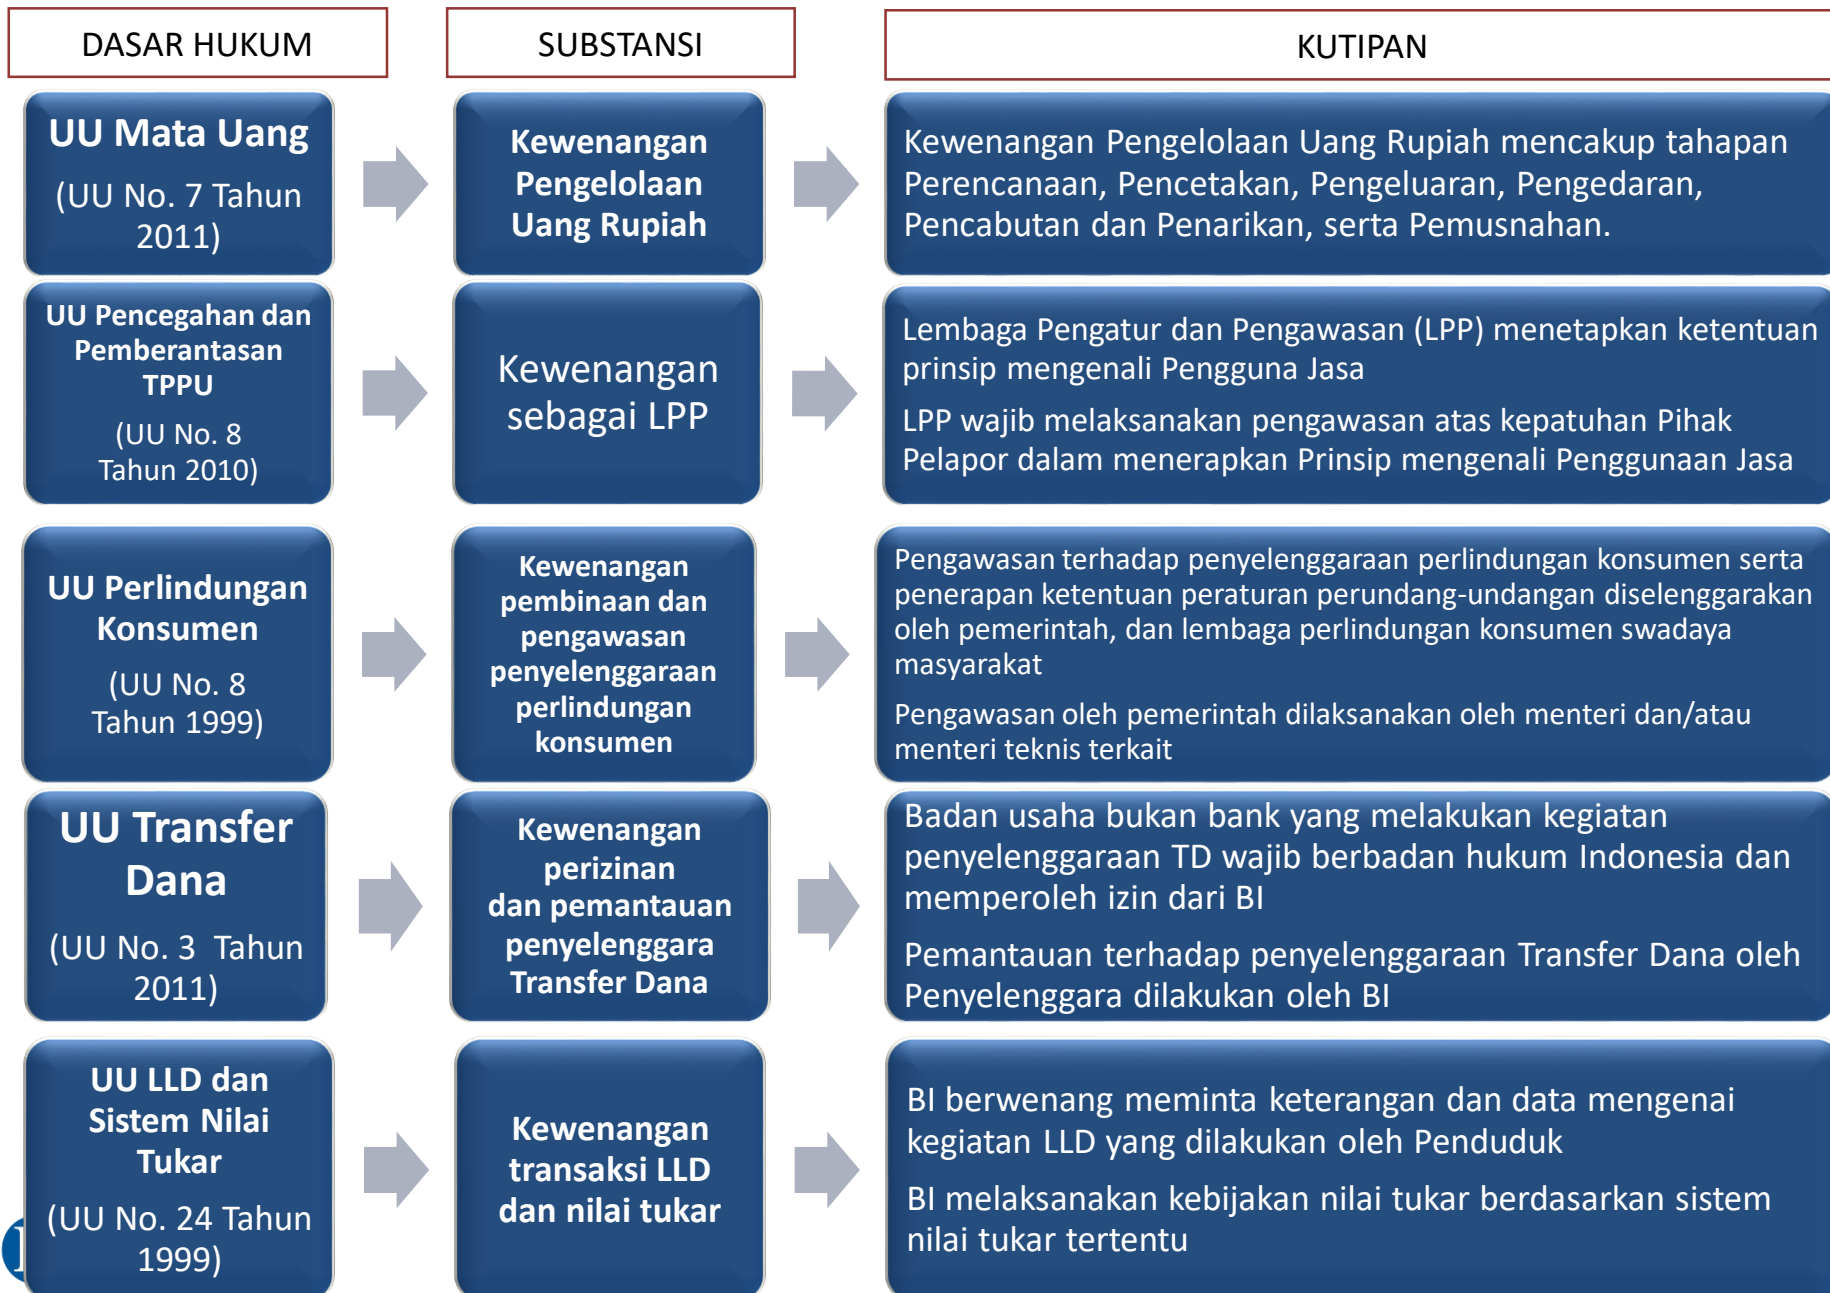 DASAR HUKUM
SUBSTANSI
KUTIPAN
UU Mata Uang
(UU No. 7 Tahun
2011)
Kewenangan
Pengelolaan
Uang Rupiah
Kewenangan Pengelolaan Uang Rupiah mencakup tahapan
Perencanaan, Pencetakan, Pengeluaran, Pengedaran,
Pencabutan dan Penarikan, serta Pemusnahan.
UU Pencegahan dan
Pemberantasan
TPPU
(UU No. 8
Tahun 2010)
Kewenangan
sebagai LPP
Lembaga Pengatur dan Pengawasan (LPP) menetapkan ketentuan
prinsip mengenali Pengguna Jasa
LPP wajib melaksanakan pengawasan atas kepatuhan Pihak
Pelapor dalam menerapkan Prinsip mengenali Penggunaan Jasa
UU Perlindungan
Konsumen
(UU No. 8
Tahun 1999)
Kewenangan
pembinaan dan
pengawasan
penyelenggaraan
perlindungan
konsumen
Pengawasan terhadap penyelenggaraan perlindungan konsumen serta
penerapan ketentuan peraturan perundang-undangan diselenggarakan
oleh pemerintah, dan lembaga perlindungan konsumen swadaya
masyarakat
Pengawasan oleh pemerintah dilaksanakan oleh menteri dan/atau
menteri teknis terkait
UU Transfer
Dana
(UU No. 3 Tahun
2011)
Kewenangan
perizinan
dan pemantauan
penyelenggara
Transfer Dana
Badan usaha bukan bank yang melakukan kegiatan
penyelenggaraan TD wajib berbadan hukum Indonesia dan
memperoleh izin dari BI
Pemantauan terhadap penyelenggaraan Transfer Dana oleh
Penyelenggara dilakukan oleh BI
UU LLD dan
Sistem Nilai
Tukar
(UU No. 24 Tahun
1999)
Kewenangan
transaksi LLD
dan nilai tukar
BI berwenang meminta keterangan dan data mengenai
kegiatan LLD yang dilakukan oleh Penduduk
BI melaksanakan kebijakan nilai tukar berdasarkan sistem
nilai tukar tertentu